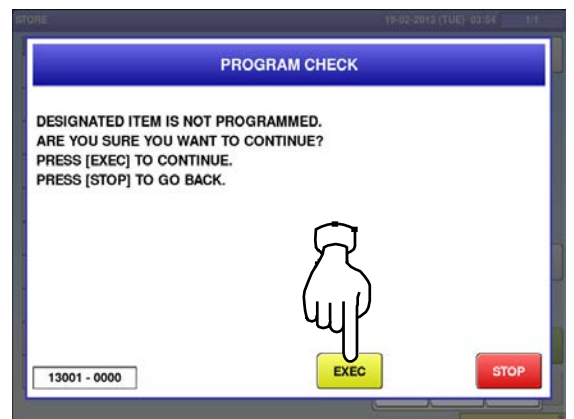 STORE 19-02-2013 (TUE) 03:54 1/1
PROGRAM CHECK
DESIGNATED ITEM IS NOT PROGRAMMED.
ARE YOU SURE YOU WANT TO CONTINUE?
PRESS [EXEC] TO CONTINUE.
PRESS [STOP] TO GO BACK.
EXEC STOP
13001 - 0000